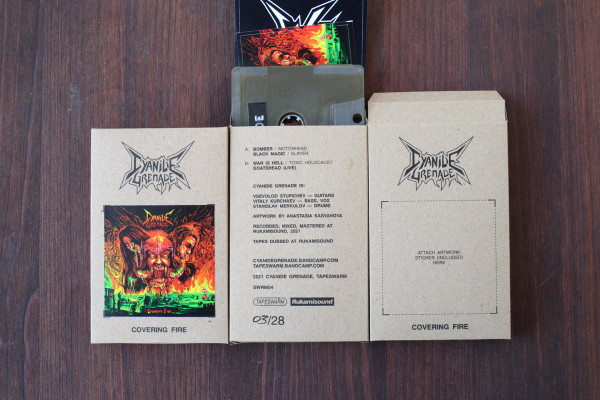 CYANIDE
GRENADE
CYANIDE
GRENADE
COVERING FIRE
A: BOMBER / MOTÖRHEAD
BLACK MAGIC / SLAYER
B: WAR IS HELL / TOXIC HOLOCAUST
GOATSHEAD (LIVE)
CYANIDE GRENADE IS:
VSEVOLOD STUPICHEV — GUITARS
VITALY KURCHAEV — BASS, VOX
STANISLAV MERKULOV — DRUMS
ARTWORK BY ANASTASIA KASYANOVA
RECORDED, MIXED, MASTERED AT
RUKAMISOUND, 2021
TAPES DUBBED AT RUKAMISOUND
CYANIDEGRENADE.BANDCAMP.COM
TAPESWARM.BANDCAMP.COM
2021 CYANIDE GRENADE, TAPESWARM
SWRM04
TAPESWARM Rukamisound
03/28
CYANIDE
GRENADE
ATTACH ARTWORK
STICKER (INCLUDED)
HERE
COVERING FIRE